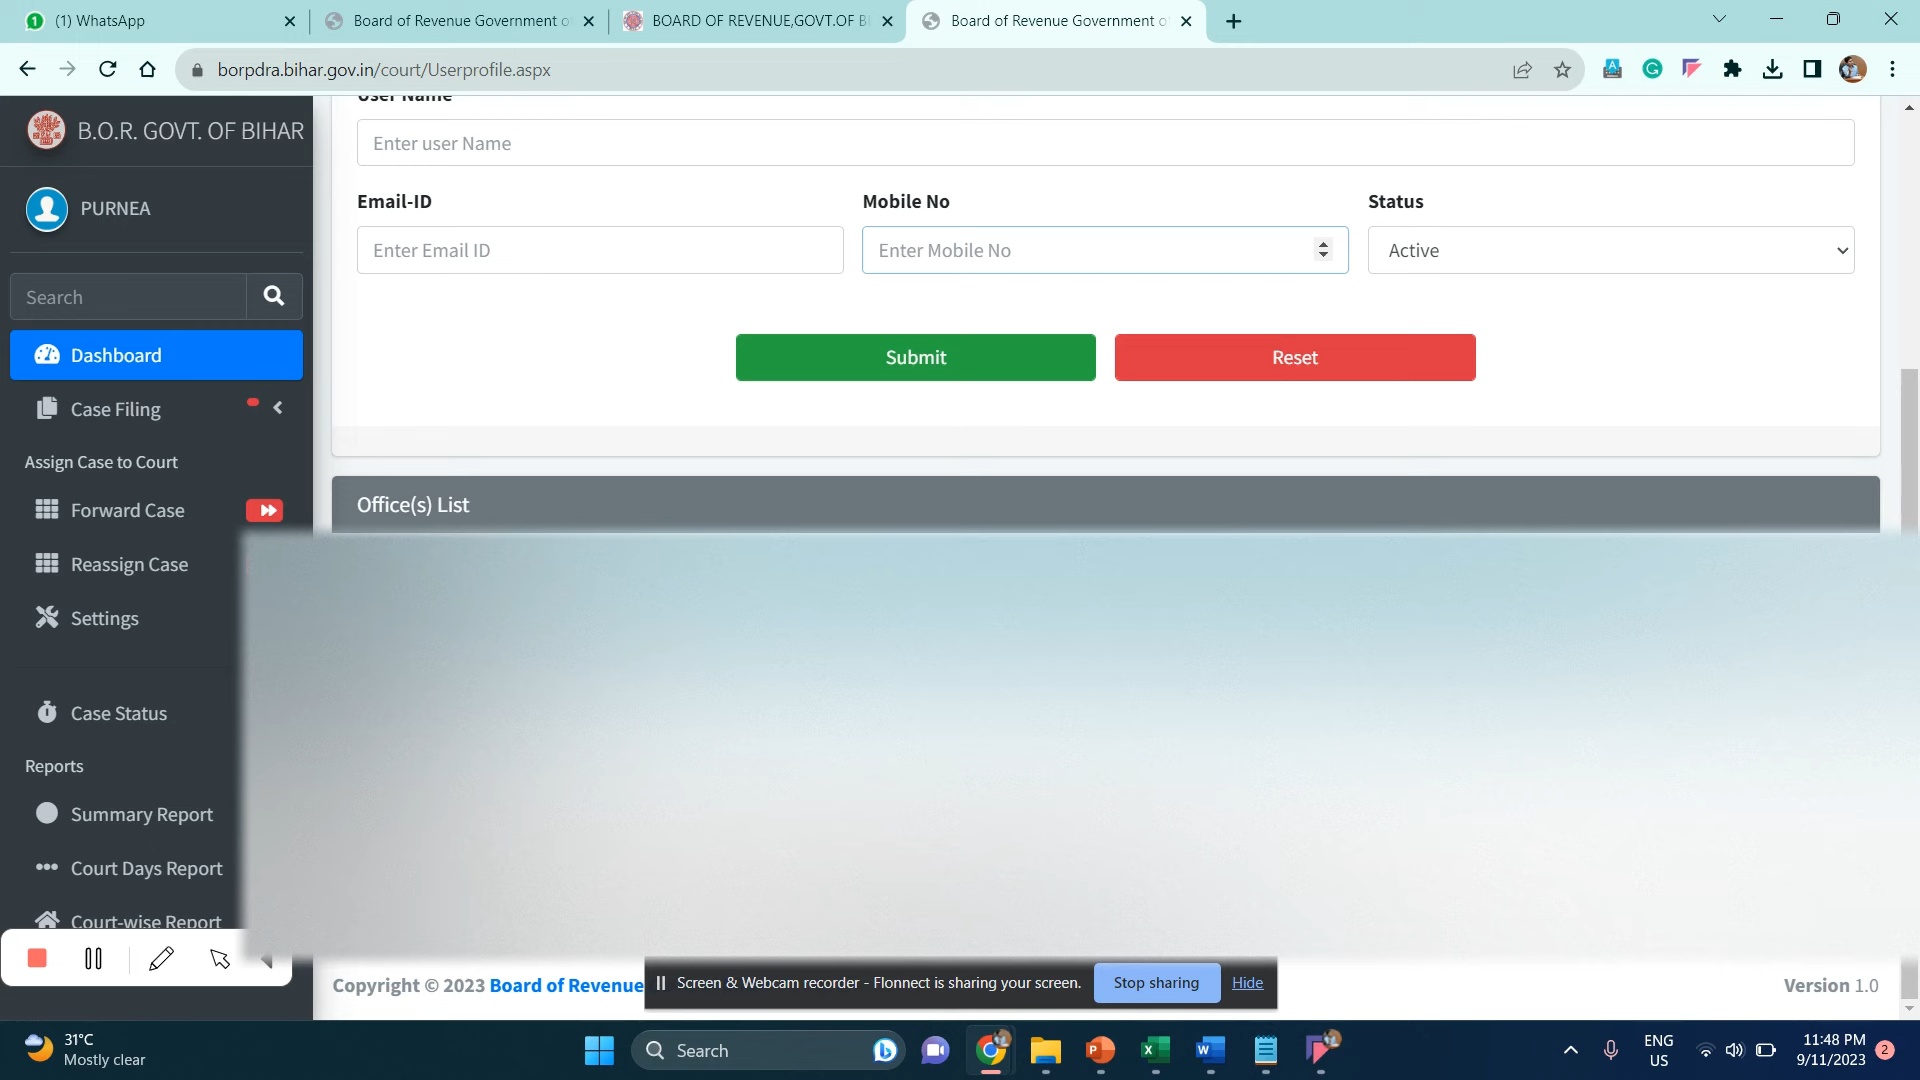 (1) WhatsApp
Board of Revenue Government o
BOARD OF REVENUE,GOVT.OF B
Board of Revenue Government o
borpdra.bihar.gov.in/court/Userprofile.aspx
B.O.R. GOVT. OF BIHAR
User Name
Enter user Name
PURNEA
Email-ID Mobile No Status
Enter Email ID Enter Mobile No Active
Search
Submit Reset
Dashboard
Case Filing
Assign Case to Court
Forward Case
Reassign Case
Settings
Office(s) List
Case Status
Reports
Summary Report
Court Days Report
Court-wise Report
Copyright © 2023 Board of Revenue
Screen & Webcam recorder - Flonnect is sharing your screen. Stop sharing Hide
Version 1.0
31°C
Mostly clear
Search
ENG
US
11:48 PM
9/11/2023
2